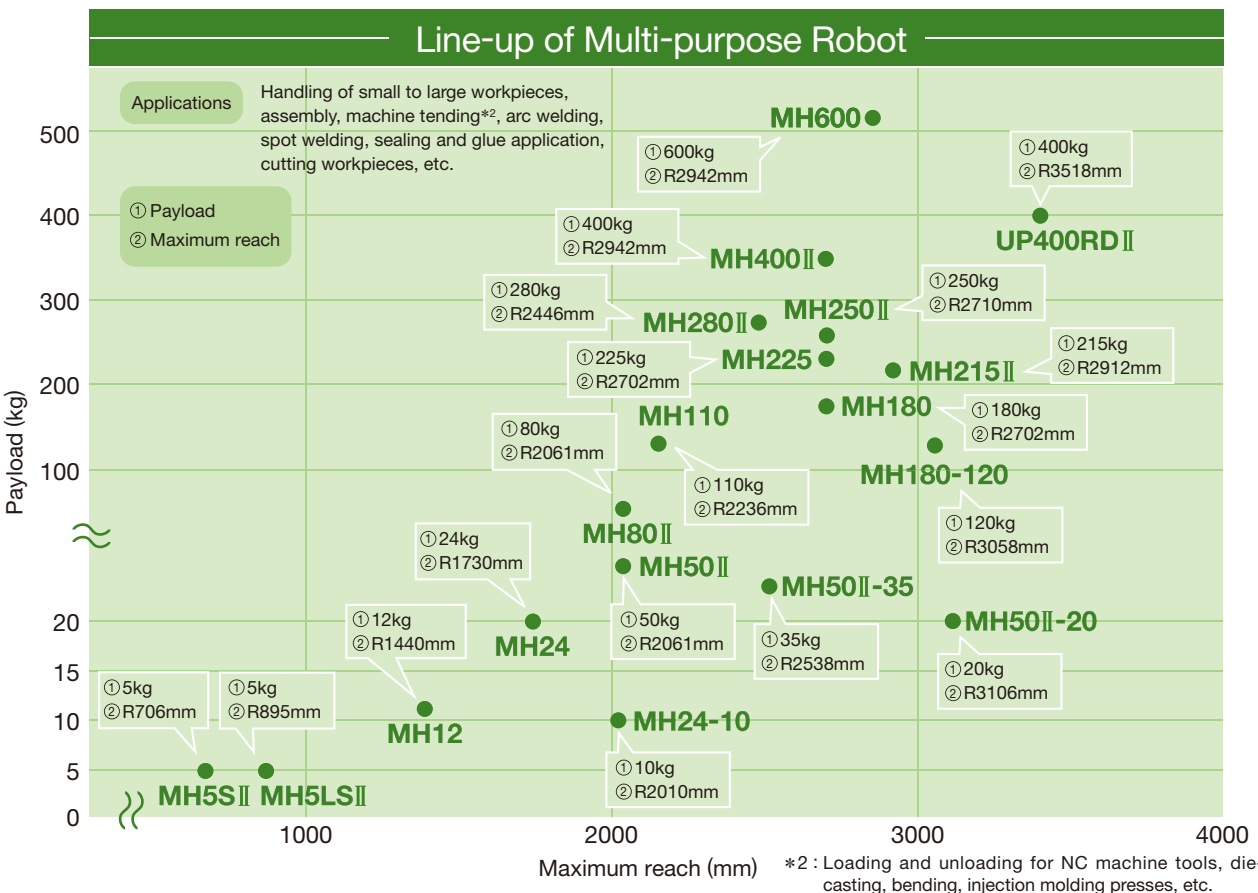 Line-up of Multi-purpose Robot
Applications
Handling of small to large workpieces,
assembly, machine tending*2, arc welding,
spot welding, sealing and glue application,
cutting workpieces, etc.
① Payload
② Maximum reach
Payload (kg)
500
400
300
200
100
20
15
10
5
0
MH600
①600kg
②R2942mm
①400kg
②R3518mm
UP400RDⅡ
①400kg
②R2942mm
MH400Ⅱ
①280kg
②R2446mm
MH280Ⅱ
MH250Ⅱ
①250kg
②R2710mm
①225kg
②R2702mm
MH225
MH215Ⅱ
①215kg
②R2912mm
MH180
①180kg
②R2702mm
MH110
①110kg
②R2236mm
①80kg
②R2061mm
MH80Ⅱ
MH180-120
①120kg
②R3058mm
①24kg
②R1730mm
MH24
MH50Ⅱ
①50kg
②R2061mm
MH50Ⅱ-35
①35kg
②R2538mm
MH50Ⅱ-20
①20kg
②R3106mm
①12kg
②R1440mm
MH12
①5kg
②R706mm
MH5SⅡ
①5kg
②R895mm
MH5LSⅡ
MH24-10
①10kg
②R2010mm
1000
2000
3000
4000
Maximum reach (mm)
*2 : Loading and unloading for NC machine tools, die-
casting, bending, injection molding presses, etc.